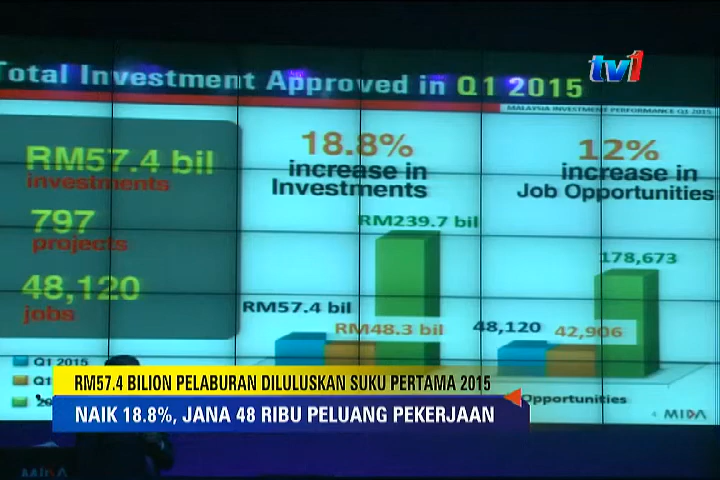 tv1
Total Investment Approved in Q1 2015
MALAYSIA INVESTMENT PERFORMANCE Q1 2015
RM57.4 bil
investments
797
projects
48,120
jobs
18.8%
increase in
Investments
RM239.7 bil
RM57.4 bil
RM48.3 bil
12%
increase in
Job Opportunities
178,673
48,120
42,906
Q1 2015
Opportunities
MIDA
RM57.4 BILION PELABURAN DILULUSKAN SUKU PERTAMA 2015
NAIK 18.8%, JANA 48 RIBU PELUANG PEKERJAAN
MIDA